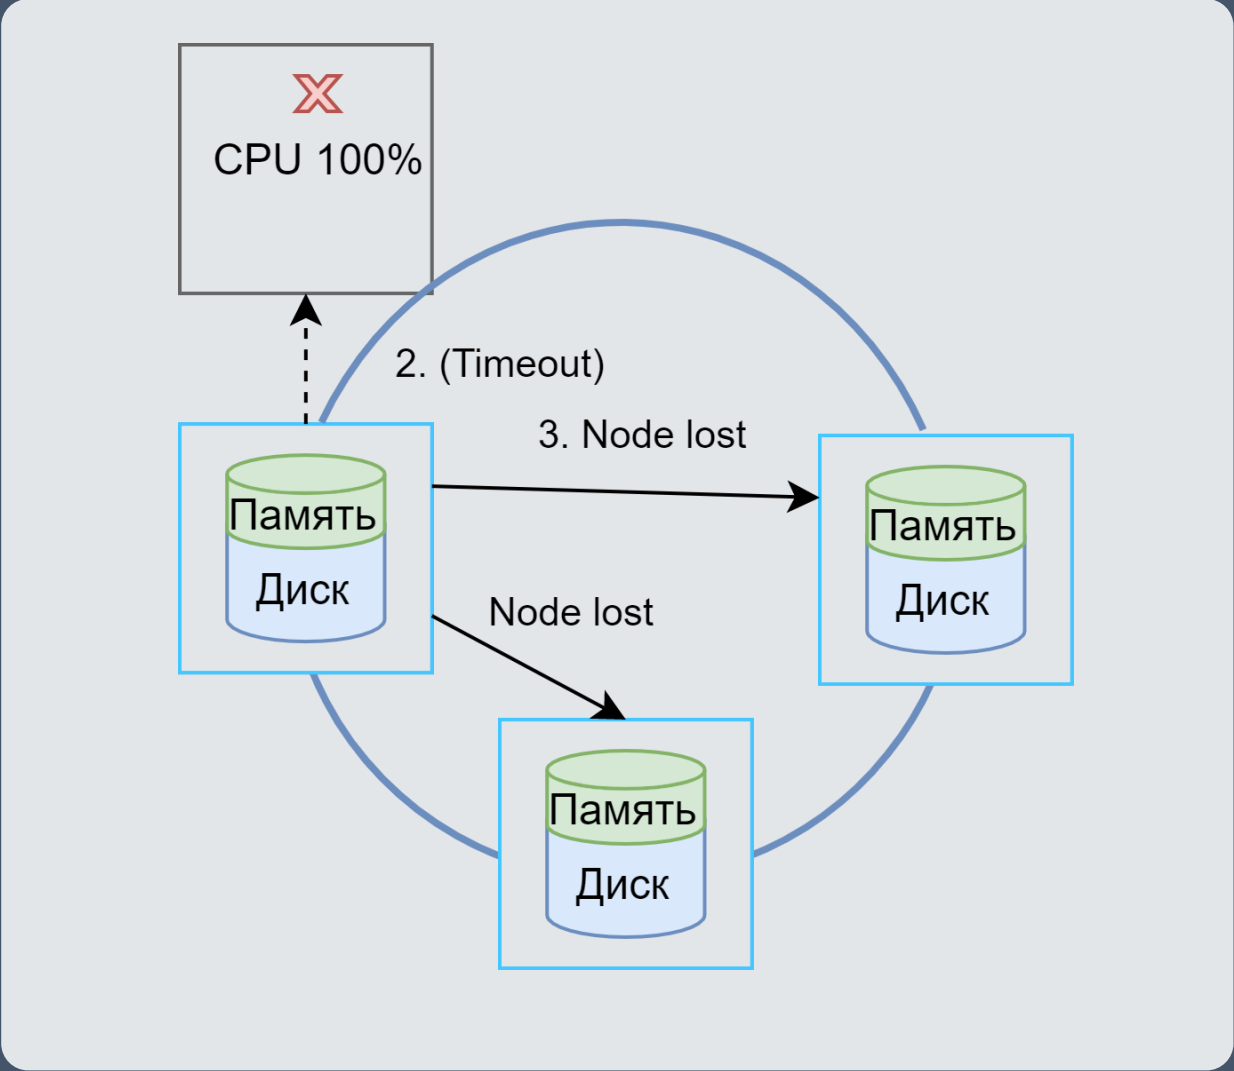 CPU 100%
2. (Timeout)
3. Node lost
Память
Диск
Память
Диск
Node lost
Память
Диск